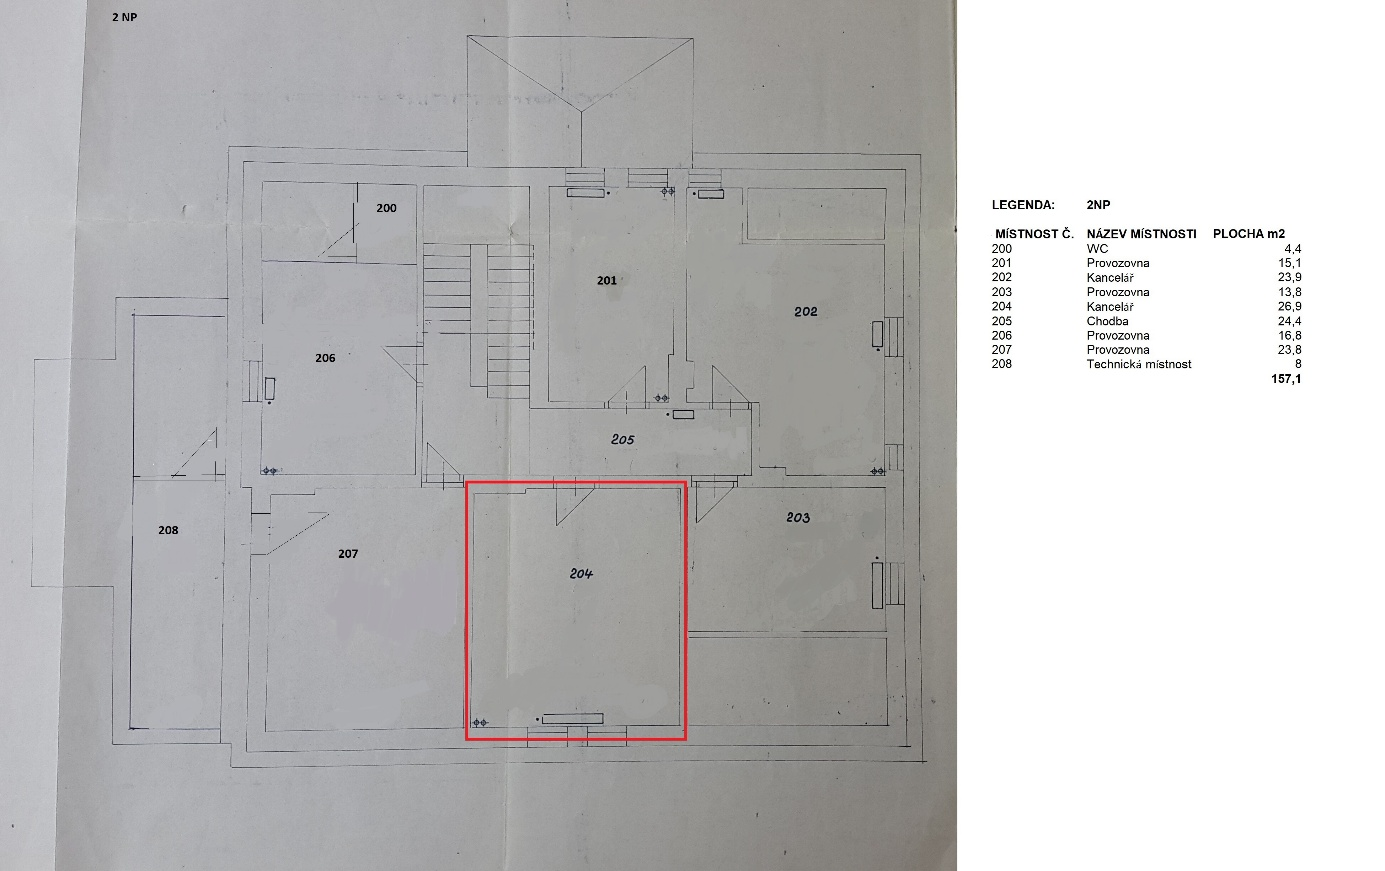 2 NP
200
201
202
206
205
203
208
207
204
LEGENDA: 2NP
MÍSTNOST Č. NÁZEV MÍSTNOSTI PLOCHA m2
200 WC 4,4
201 Provozovna 15,1
202 Kancelář 23,9
203 Provozovna 13,8
204 Kancelář 26,9
205 Chodba 24,4
206 Provozovna 16,8
207 Provozovna 23,8
208 Technická místnost 8
157,1